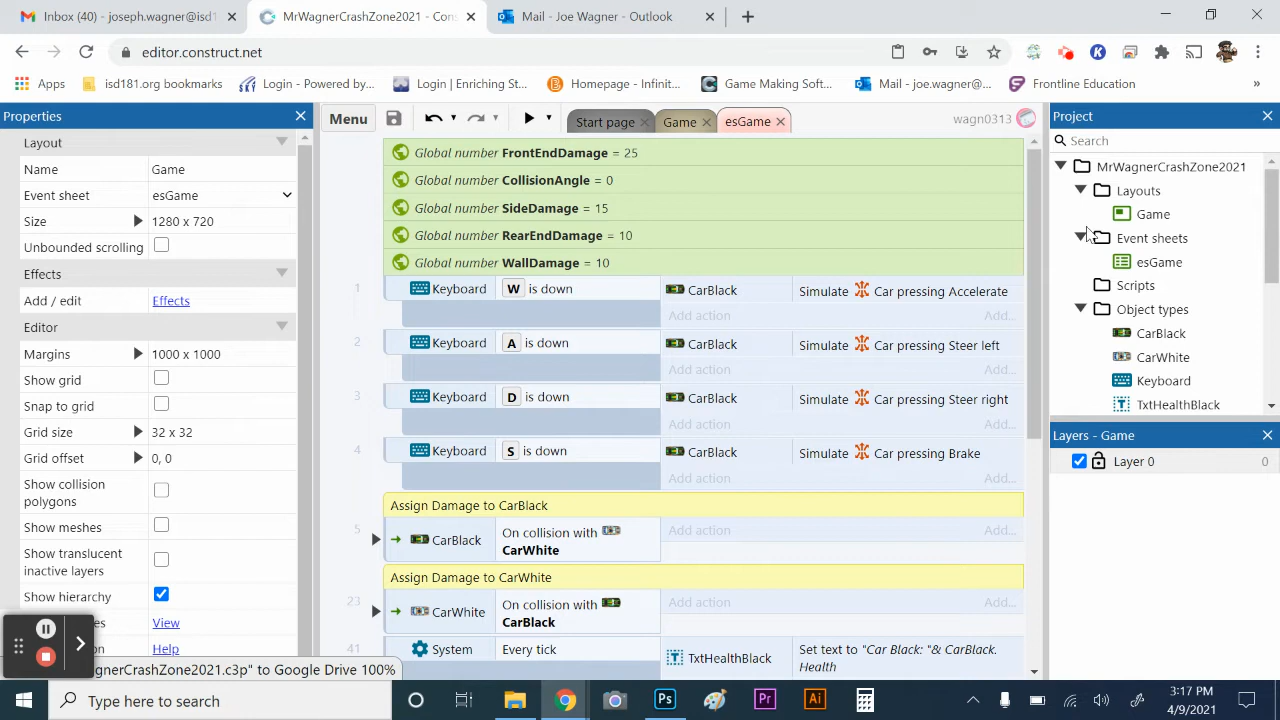 Inbox (40) - joseph.wagner@isd1
MrWagnerCrashZone2021 - Cons
Mail - Joe Wagner - Outlook
editor.construct.net
Apps
isd181.org bookmarks
Login - Powered by...
Login | Enriching St...
Homepage - Infinit...
Game Making Soft...
Mail - joe.wagner@...
Frontline Education
»
Properties
Menu
Start page
Game
esGame
wagn0313
Project
Layout
Name Game
Event sheet esGame
Size 1280 x 720
Unbounded scrolling
Effects
Add / edit Effects
Editor
Margins 1000 x 1000
Show grid
Snap to grid
Grid size 32 x 32
Grid offset 0, 0
Show collision
polygons
Show meshes
Show translucent
inactive layers
Show hierarchy
View
Help
Global number FrontEndDamage = 25
Global number CollisionAngle = 0
Global number SideDamage = 15
Global number RearEndDamage = 10
Global number WallDamage = 10
1 Keyboard W is down CarBlack Simulate Car pressing Accelerate
Add action Add...
2 Keyboard A is down CarBlack Simulate Car pressing Steer left
Add action Add...
3 Keyboard D is down CarBlack Simulate Car pressing Steer right
Add action Add...
4 Keyboard S is down CarBlack Simulate Car pressing Brake
Add action Add...
Assign Damage to CarBlack
5 CarBlack On collision with CarWhite Add action Add...
Assign Damage to CarWhite
23 CarWhite On collision with CarBlack Add action Add...
41 System Every tick TxtHealthBlack Set text to "Car Black: "& CarBlack.
Health
Search
MrWagnerCrashZone2021
Layouts
Game
Event sheets
esGame
Scripts
Object types
CarBlack
CarWhite
Keyboard
TxtHealthBlack
Layers - Game
Layer 0 0
agnerCrashZone2021.c3p" to Google Drive 100%
Type here to search
Ps
Pr
Ai
3:17 PM
4/9/2021